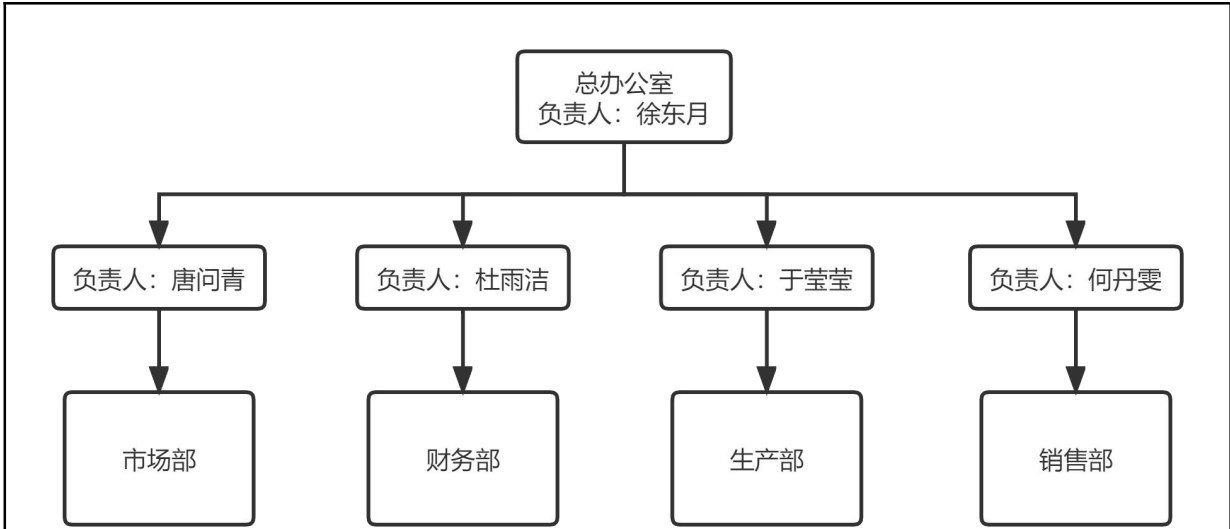 总办公室
负责人：徐东月
负责人：唐问青
负责人：杜雨洁
负责人：于莹莹
负责人：何丹雯
市场部
财务部
生产部
销售部